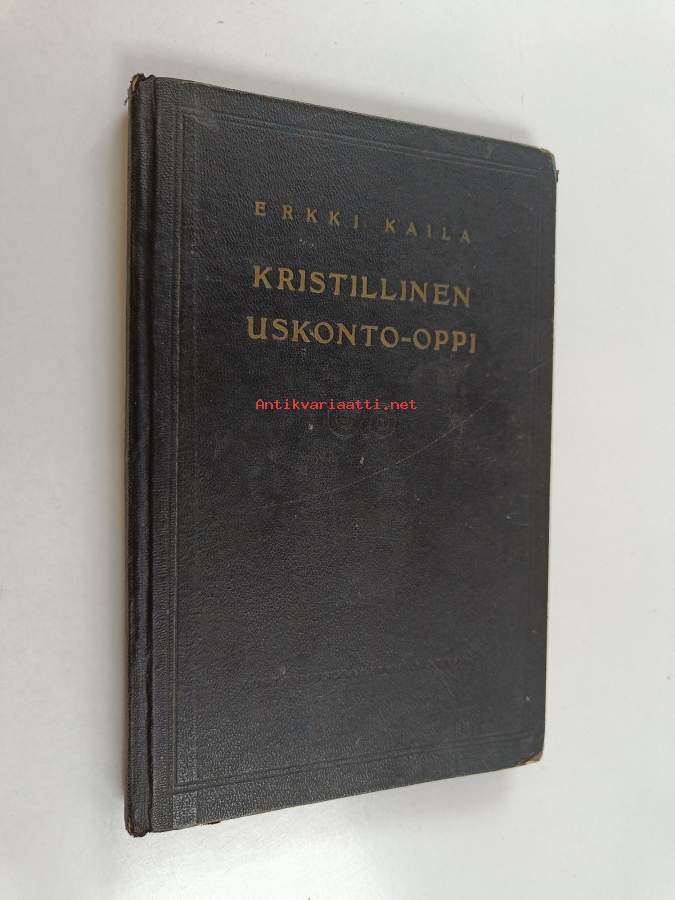 ERKKI KAILA
KRISTILLINEN
USKONTO-OPPI
Antikvariaatti.net